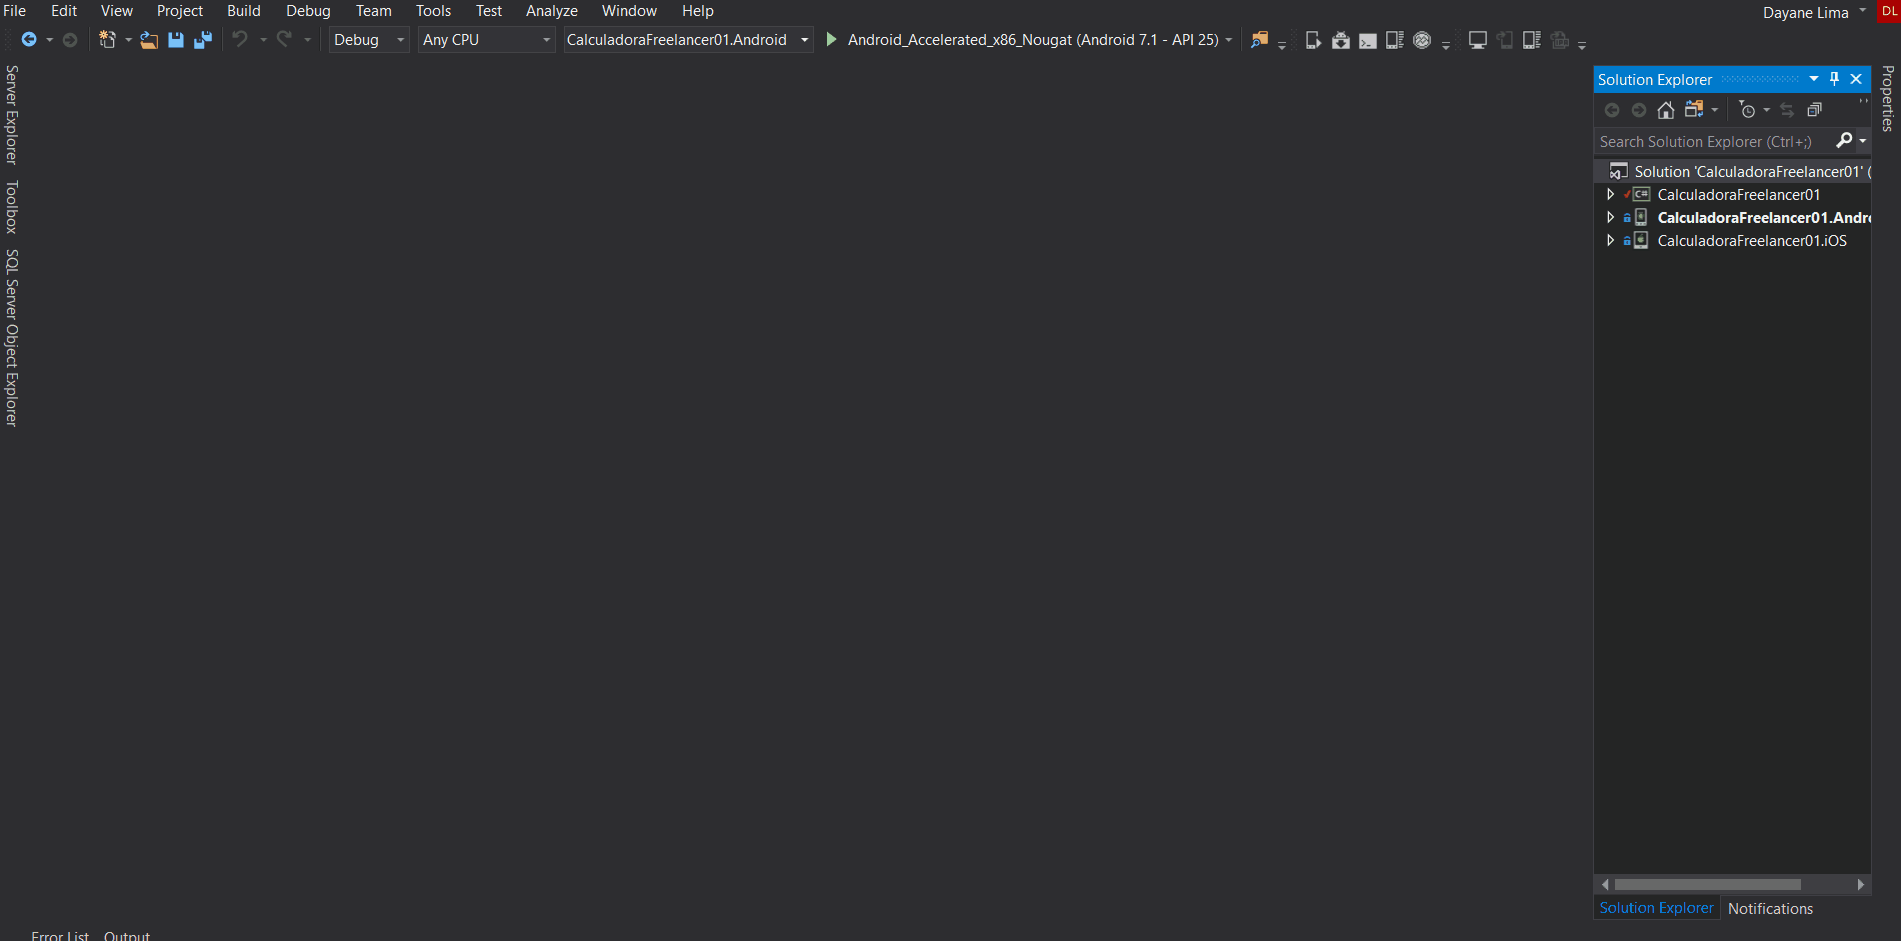 File Edit View Project Build Debug Team Tools Test Analyze Window Help
Dayane Lima DL
Debug Any CPU CalculadoraFreelancer01.Android Android_Accelerated_x86_Nougat (Android 7.1 - API 25)
Server Explorer
Toolbox
SQL Server Object Explorer
Solution Explorer
Search Solution Explorer (Ctrl+;)
Solution 'CalculadoraFreelancer01' (
C# CalculadoraFreelancer01
CalculadoraFreelancer01.Andr
CalculadoraFreelancer01.iOS
Solution Explorer Notifications
Properties
Error List Output